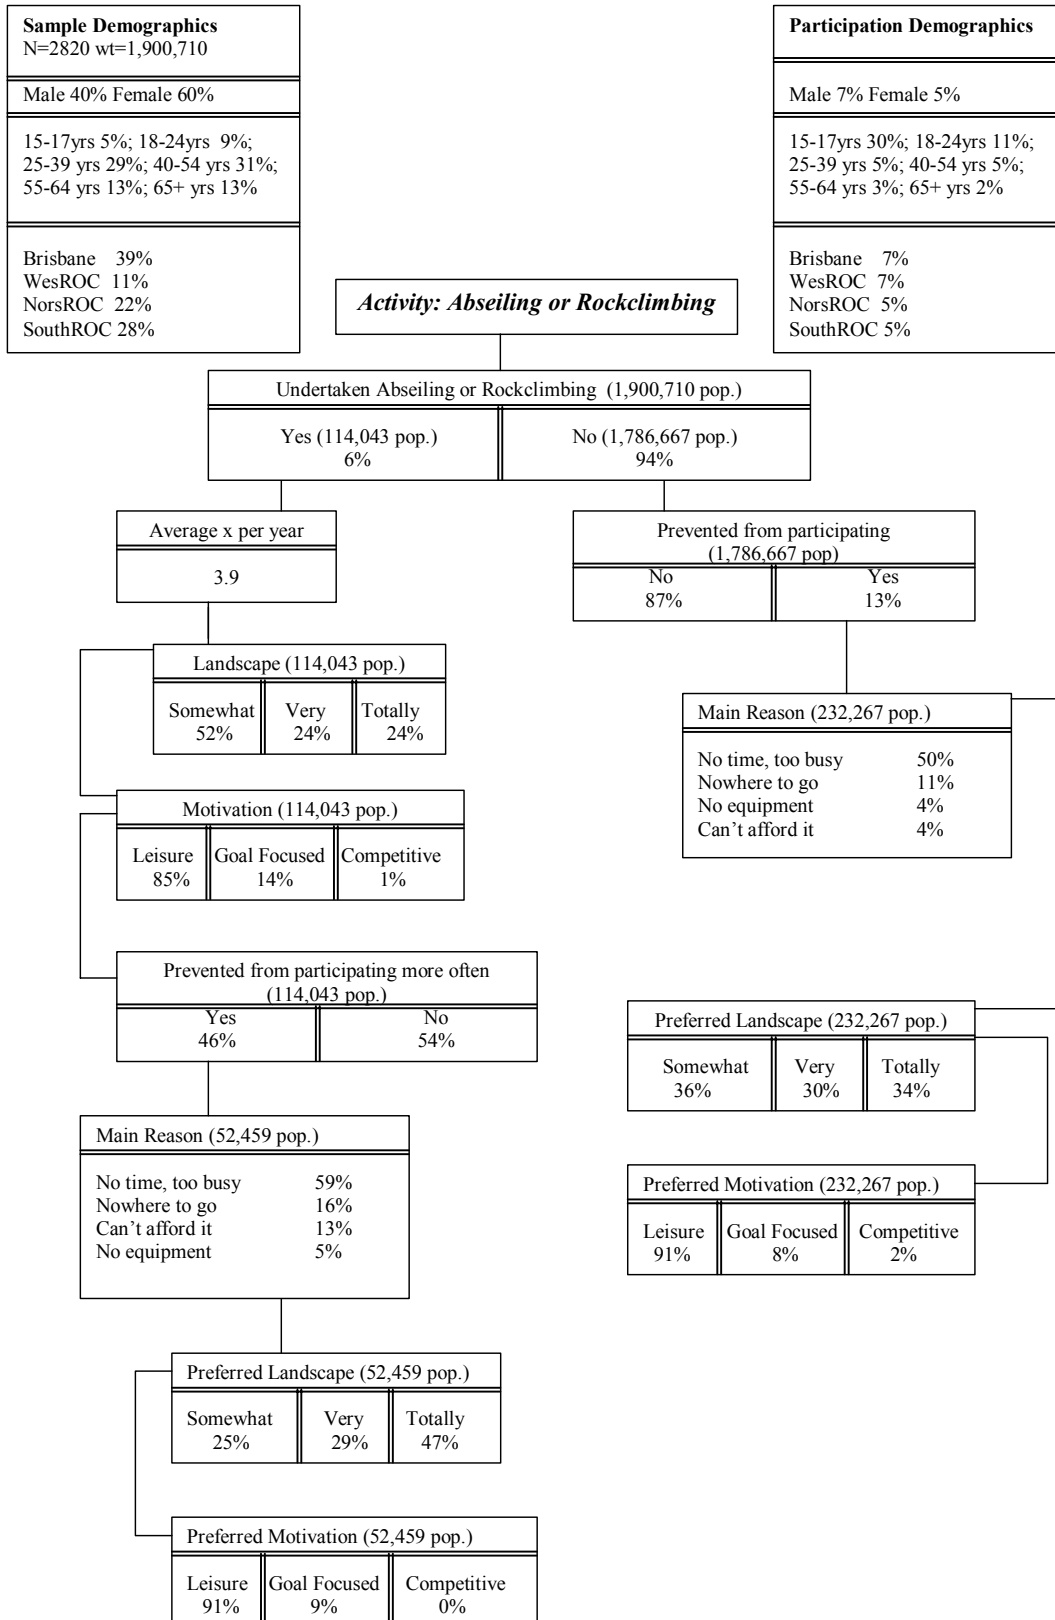 Sample Demographics
N=2820 wt=1,900,710
Male 40% Female 60%
15-17yrs 5%; 18-24yrs 9%;
25-39 yrs 29%; 40-54 yrs 31%;
55-64 yrs 13%; 65+ yrs 13%
Brisbane 39%
WesROC 11%
NorsROC 22%
SouthROC 28%
Participation Demographics
Male 7% Female 5%
15-17yrs 30%; 18-24yrs 11%;
25-39 yrs 5%; 40-54 yrs 5%;
55-64 yrs 3%; 65+ yrs 2%
Brisbane 7%
WesROC 7%
NorsROC 5%
SouthROC 5%
Activity: Abseiling or Rockclimbing
Undertaken Abseiling or Rockclimbing (1,900,710 pop.)
Yes (114,043 pop.)
6%
No (1,786,667 pop.)
94%
Average x per year
3.9
Landscape (114,043 pop.)
Somewhat Very Totally
52% 24% 24%
Motivation (114,043 pop.)
Leisure Goal Focused Competitive
85% 14% 1%
Prevented from participating more often
(114,043 pop.)
Yes No
46% 54%
Main Reason (52,459 pop.)
No time, too busy 59%
Nowhere to go 16%
Can't afford it 13%
No equipment 5%
Preferred Landscape (52,459 pop.)
Somewhat Very Totally
25% 29% 47%
Preferred Motivation (52,459 pop.)
Leisure Goal Focused Competitive
91% 9% 0%
Prevented from participating
(1,786,667 pop)
No Yes
87% 13%
Main Reason (232,267 pop.)
No time, too busy 50%
Nowhere to go 11%
No equipment 4%
Can't afford it 4%
Preferred Landscape (232,267 pop.)
Somewhat Very Totally
36% 30% 34%
Preferred Motivation (232,267 pop.)
Leisure Goal Focused Competitive
91% 8% 2%